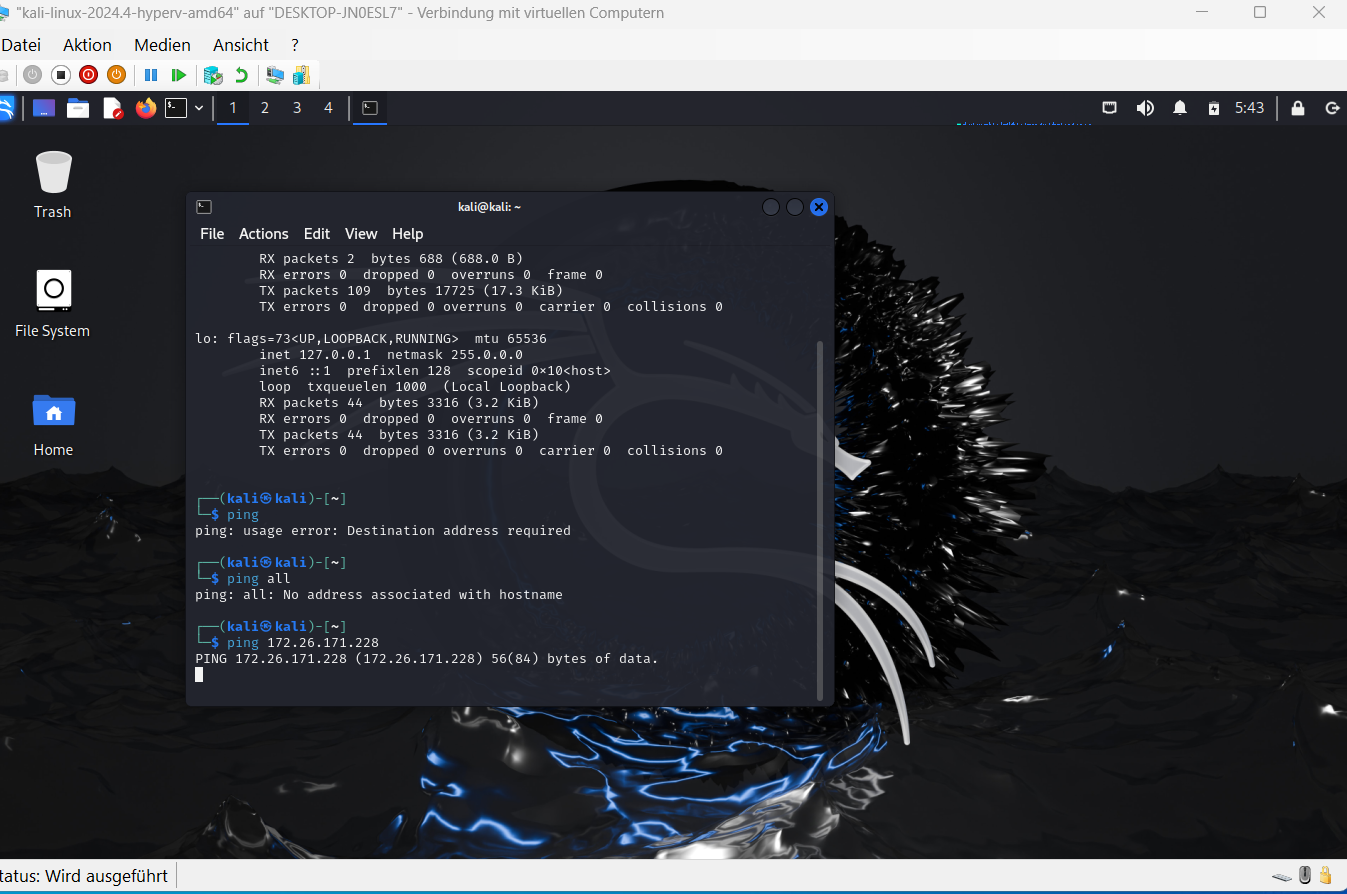 "kali-linux-2024.4-hyperv-amd64" auf "DESKTOP-JN0ESL7" - Verbindung mit virtuellen Computern
Datei Aktion Medien Ansicht ?
1 2 3 4 5:43
Trash
File System
Home
kali@kali: ~
File Actions Edit View Help
RX packets 2 bytes 688 (688.0 B)
RX errors 0 dropped 0 overruns 0 frame 0
TX packets 109 bytes 17725 (17.3 KiB)
TX errors 0 dropped 0 overruns 0 carrier 0 collisions 0
lo: flags=73<UP,LOOPBACK,RUNNING> mtu 65536
inet 127.0.0.1 netmask 255.0.0.0
inet6 ::1 prefixlen 128 scopeid 0×10<host>
loop txqueuelen 1000 (Local Loopback)
RX packets 44 bytes 3316 (3.2 KiB)
RX errors 0 dropped 0 overruns 0 frame 0
TX packets 44 bytes 3316 (3.2 KiB)
TX errors 0 dropped 0 overruns 0 carrier 0 collisions 0
┌──(kali㉿kali)-[~]
└─$ ping
ping: usage error: Destination address required
┌──(kali㉿kali)-[~]
└─$ ping all
ping: all: No address associated with hostname
┌──(kali㉿kali)-[~]
└─$ ping 172.26.171.228
PING 172.26.171.228 (172.26.171.228) 56(84) bytes of data.
tatus: Wird ausgeführt